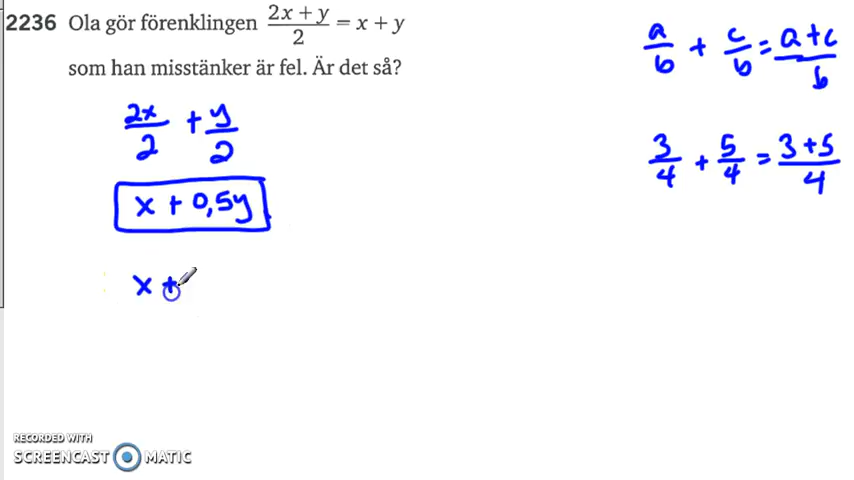 2236 Ola gör förenklingen (2x + y)/2 = x + y
som han misstänker är fel. Är det så?
2x/2 + y/2
x + 0,5y
x +
a/b + c/b = (a+c)/b
3/4 + 5/4 = (3+5)/4
RECORDED WITH
SCREENCAST MATIC